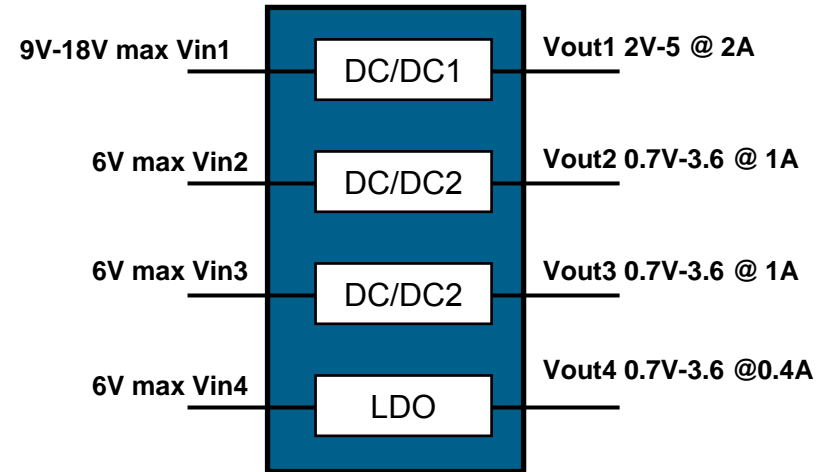 9V-18V max Vin1
DC/DC1
Vout1 2V-5 @ 2A
6V max Vin2
DC/DC2
Vout2 0.7V-3.6 @ 1A
6V max Vin3
DC/DC2
Vout3 0.7V-3.6 @ 1A
6V max Vin4
LDO
Vout4 0.7V-3.6 @0.4A